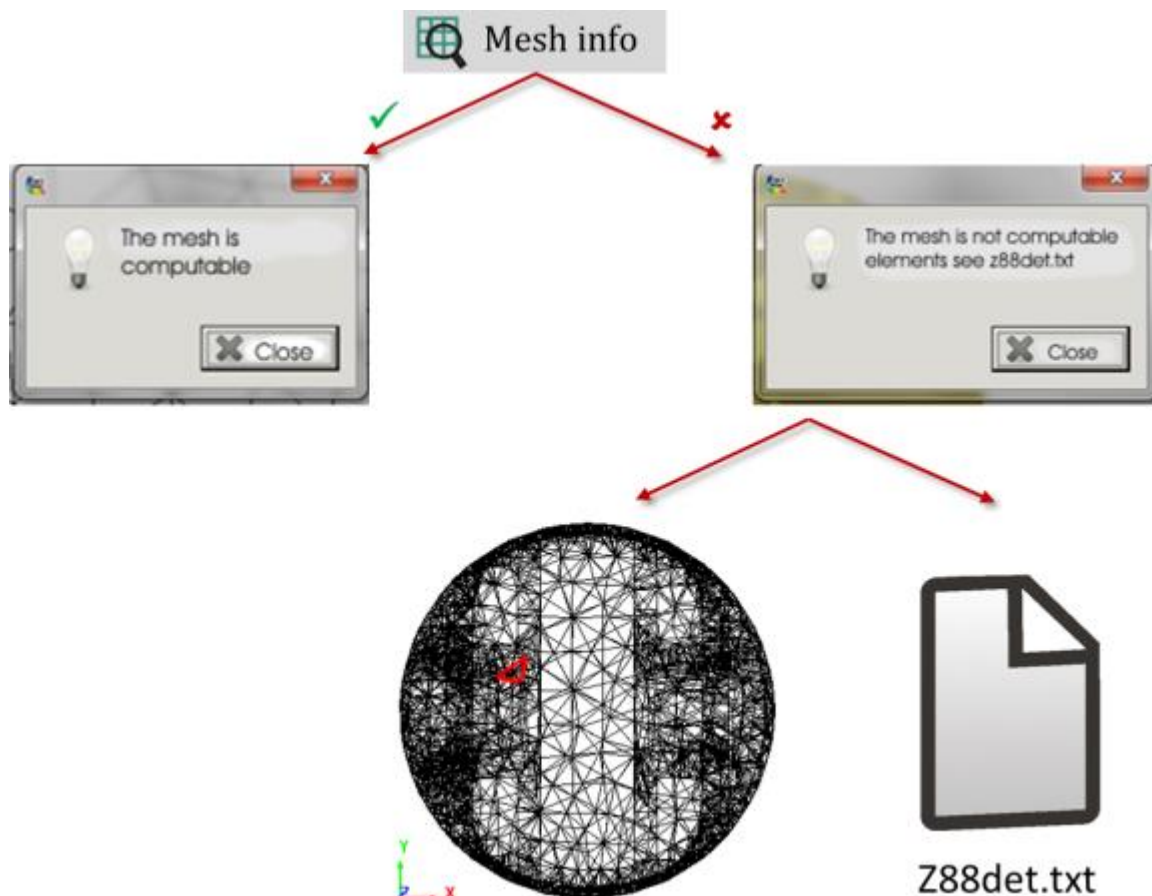 Mesh info
The mesh is
computable
Close
The mesh is not computable
elements see z88det.txt
Close
Y
Z
X
Z88det.txt